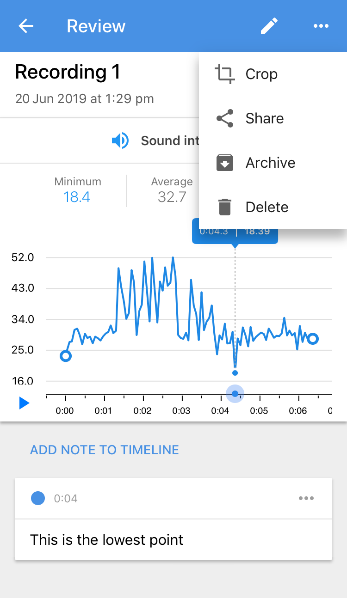 Review
Recording 1
20 Jun 2019 at 1:29 pm
Crop
Share
Archive
Delete
Sound
Minimum
Average
18.4
32.7
0:04.3 | 18.39
52.0
43.0
34.0
25.0
16.0
0:00 0:01 0:02 0:03 0:04 0:05 0:06
ADD NOTE TO TIMELINE
0:04
This is the lowest point